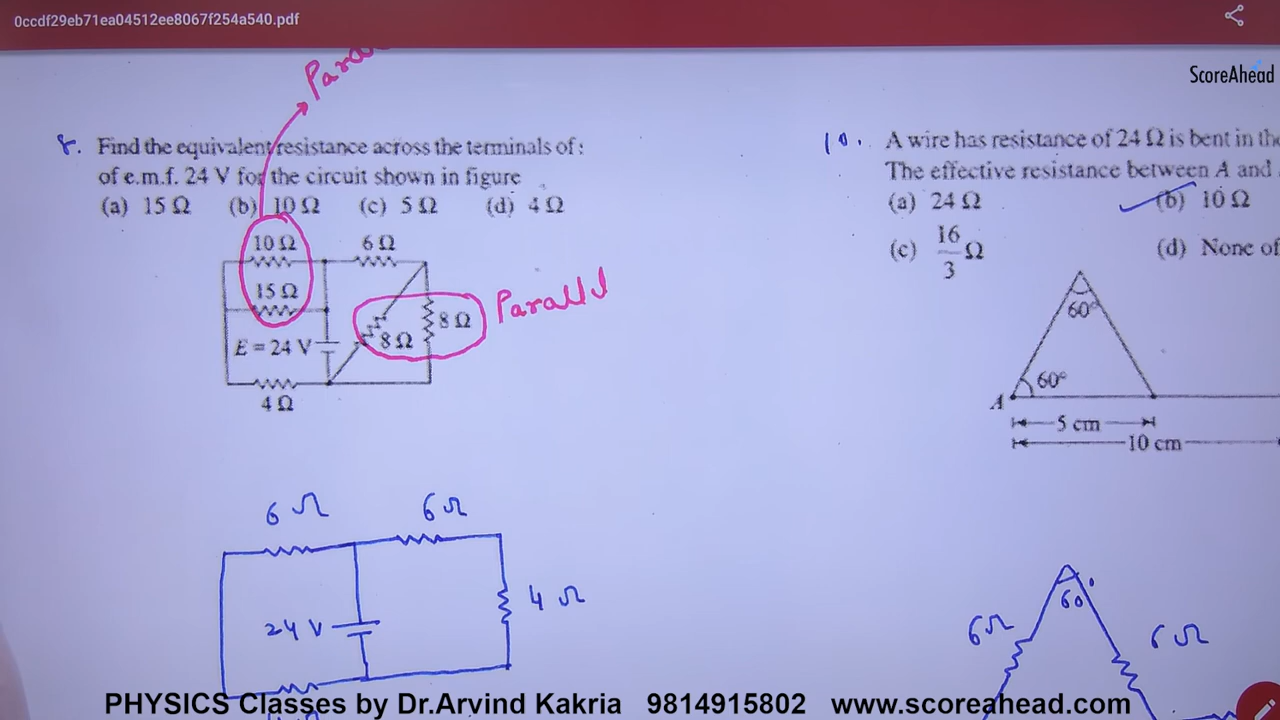 0ccdf29eb71ea04512ee8067f254a540.pdf
ScoreAhead
8. Find the equivalent resistance across the terminals of:
of e.m.f. 24 V for the circuit shown in figure
(a) 15 Ω (b) 10 Ω (c) 5 Ω (d) 4 Ω
10 Ω 6 Ω
15 Ω
8 Ω
8 Ω
E = 24 V
4 Ω
Parallel
6 Ω 6 Ω
24 V
4 Ω
10. A wire has resistance of 24 Ω is bent in the
The effective resistance between A and
(a) 24 Ω (b) 10 Ω
(c) 16/3 Ω (d) None of
60°
60°
A
5 cm
10 cm
60°
6 Ω 6 Ω
PHYSICS Classes by Dr.Arvind Kakria 9814915802 www.scoreahead.com